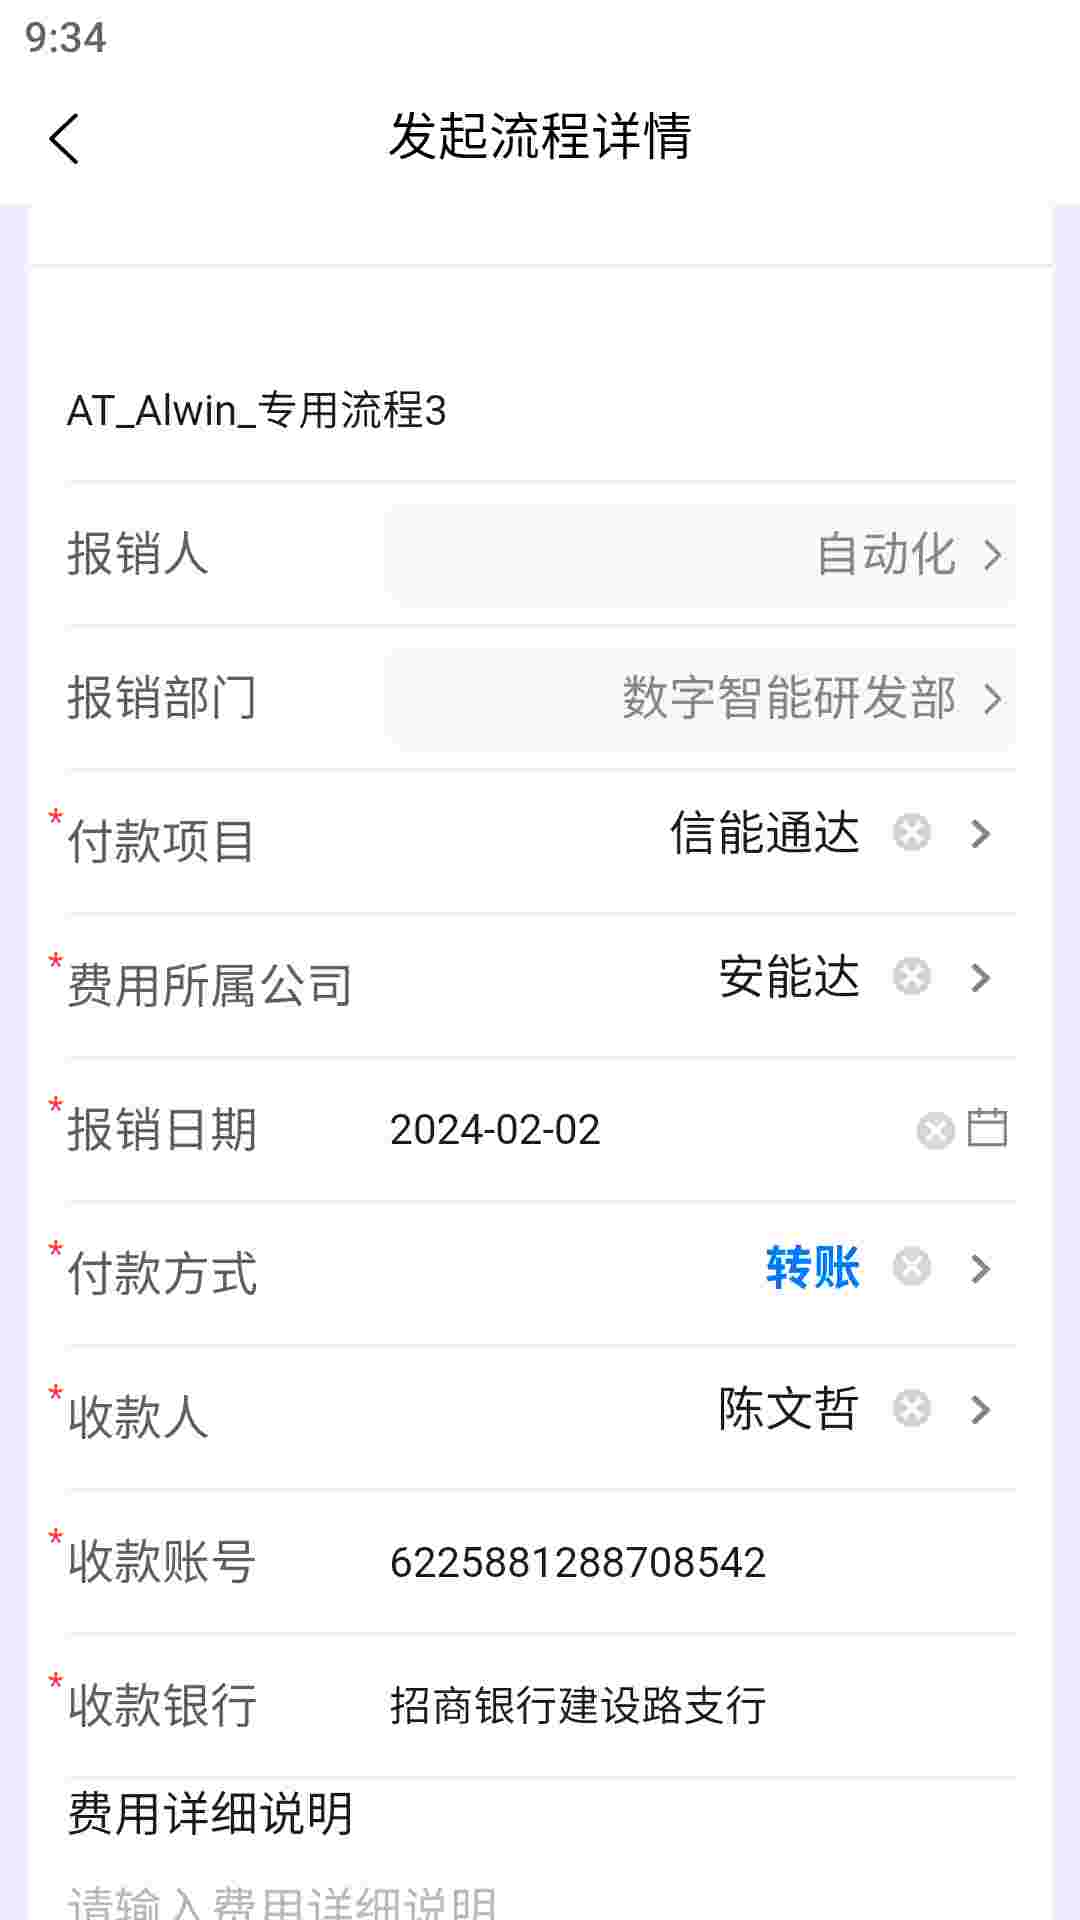 9:34
发起流程详情
AT_Alwin_专用流程3
报销人 自动化
报销部门 数字智能研发部
*付款项目 信能通达
*费用所属公司 安能达
*报销日期 2024-02-02
*付款方式 转账
*收款人 陈文哲
*收款账号 6225881288708542
*收款银行 招商银行建设路支行
费用详细说明
请输入费用详细说明